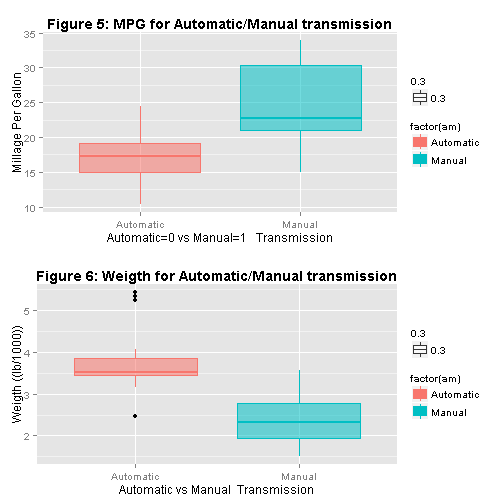 Figure 5: MPG for Automatic/Manual transmission
Millage Per Gallon
35
30
25
20
15
10
Automatic
Manual
Automatic=0 vs Manual=1 Transmission
0.3
0.3
factor(am)
Automatic
Manual
Figure 6: Weigth for Automatic/Manual transmission
Weigth ((lb/1000))
5
4
3
2
Automatic
Manual
Automatic vs Manual Transmission
0.3
0.3
factor(am)
Automatic
Manual